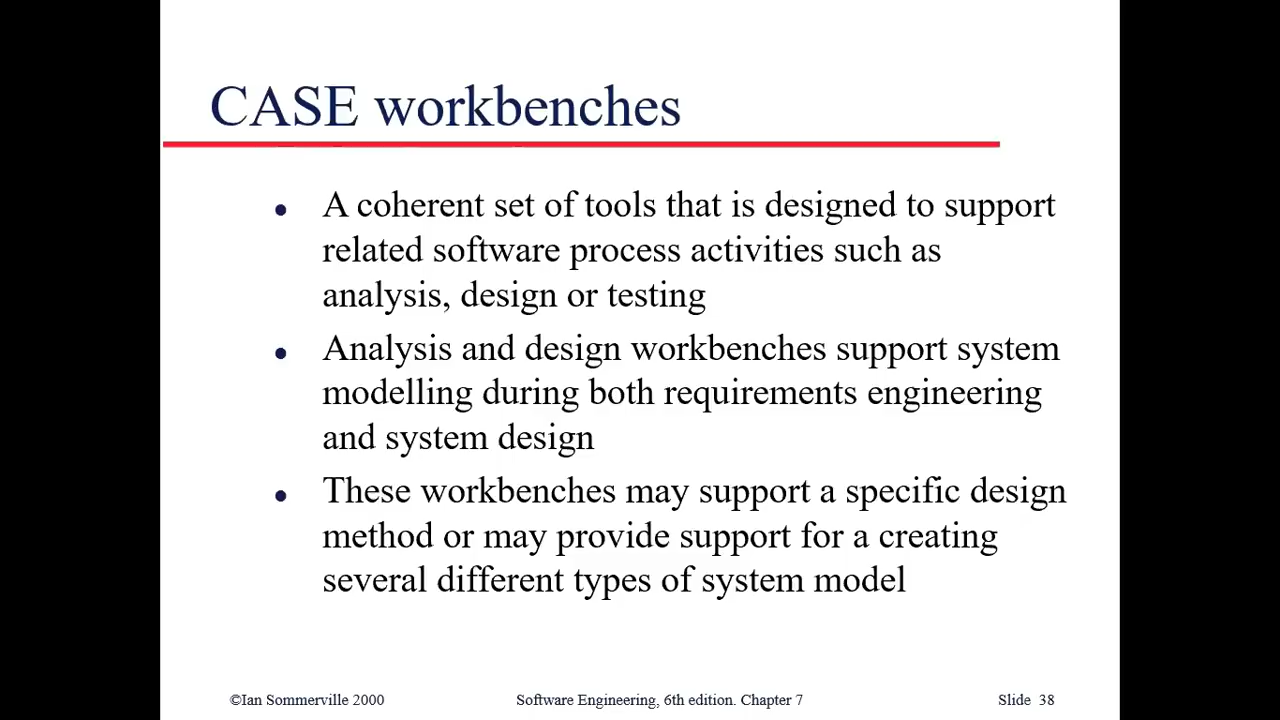 CASE workbenches
● A coherent set of tools that is designed to support
related software process activities such as
analysis, design or testing
● Analysis and design workbenches support system
modelling during both requirements engineering
and system design
● These workbenches may support a specific design
method or may provide support for a creating
several different types of system model
©Ian Sommerville 2000 Software Engineering, 6th edition. Chapter 7 Slide 38